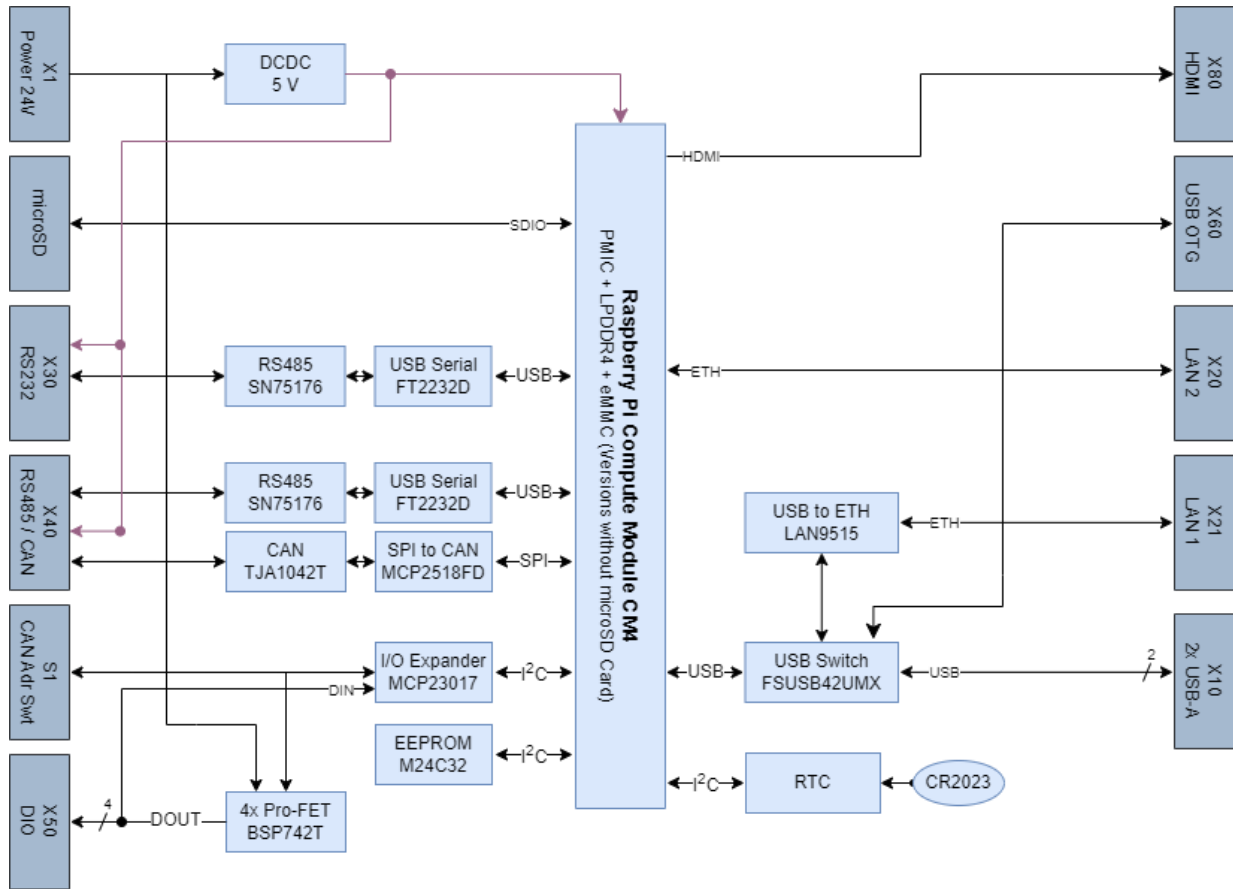 X1
Power 24V
DCDC
5 V
X80
HDMI
HDMI
microSD
SDIO
X60
USB OTG
Raspberry Pi Compute Module CM4
PMIC + LPDDR4 + eMMC (Versions without microSD Card)
X30
RS232
RS485
SN75176
USB Serial
FT2232D
USB
ETH
X20
LAN 2
X40
RS485 / CAN
RS485
SN75176
USB Serial
FT2232D
USB
CAN
TJA1042T
SPI to CAN
MCP2518FD
SPI
USB to ETH
LAN9515
ETH
X21
LAN 1
S1
CAN Adr Swt
I/O Expander
MCP23017
I²C
DIN
USB
USB Switch
FSUSB42UMX
USB
2
X10
2x USB-A
EEPROM
M24C32
I²C
I²C
RTC
CR2023
X50
DIO
4
DOUT
4x Pro-FET
BSP742T